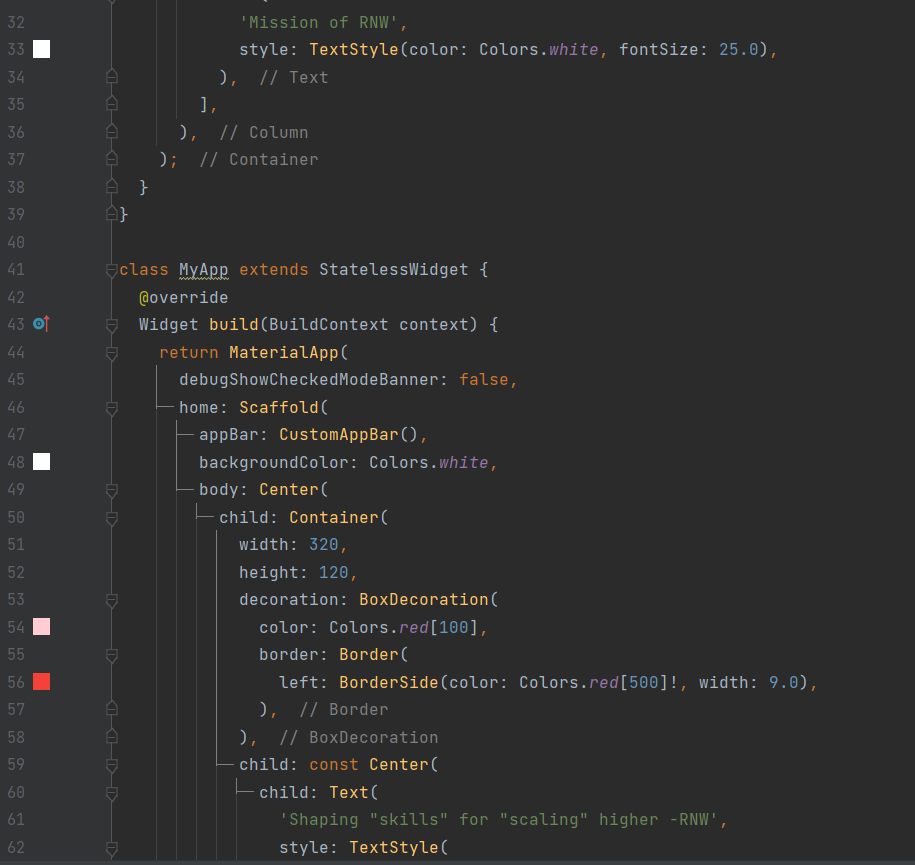 32 'Mission of RNW',
33 style: TextStyle(color: Colors.white, fontSize: 25.0),
34 ), // Text
35 ],
36 ), // Column
37 ); // Container
38 }
39 }
40
41 class MyApp extends StatelessWidget {
42 @override
43 Widget build(BuildContext context) {
44 return MaterialApp(
45 debugShowCheckedModeBanner: false,
46 home: Scaffold(
47 appBar: CustomAppBar(),
48 backgroundColor: Colors.white,
49 body: Center(
50 child: Container(
51 width: 320,
52 height: 120,
53 decoration: BoxDecoration(
54 color: Colors.red[100],
55 border: Border(
56 left: BorderSide(color: Colors.red[500]!, width: 9.0),
57 ), // Border
58 ), // BoxDecoration
59 child: const Center(
60 child: Text(
61 'Shaping "skills" for "scaling" higher -RNW',
62 style: TextStyle(